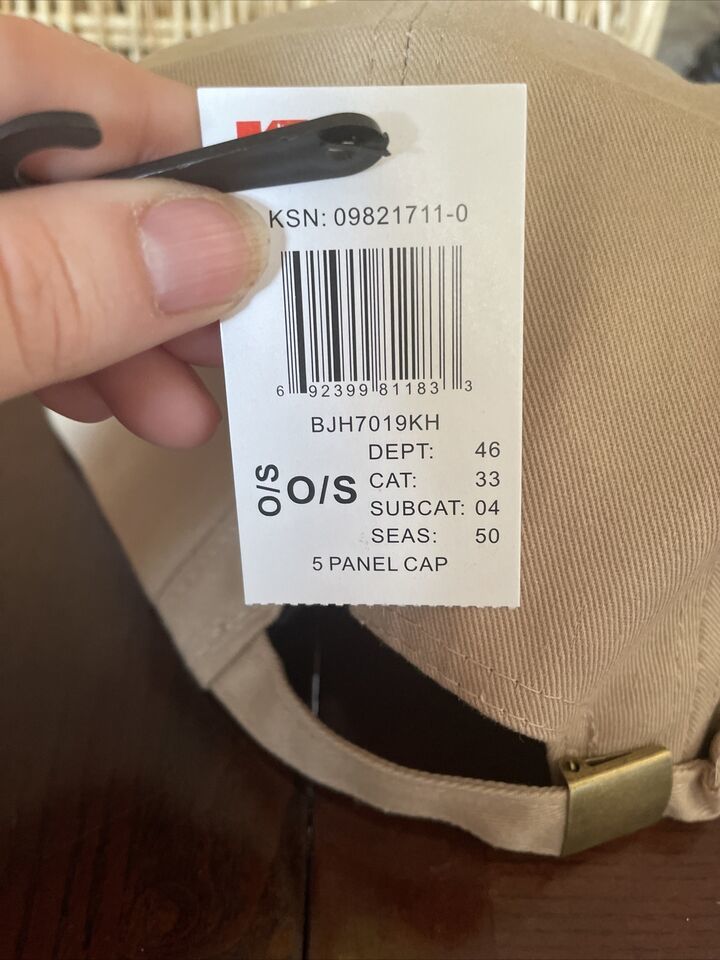 KSN: 09821711-0
6 92399 81183 3
BJH7019KH
DEPT: 46
O/S
O/S
CAT: 33
SUBCAT: 04
SEAS: 50
5 PANEL CAP